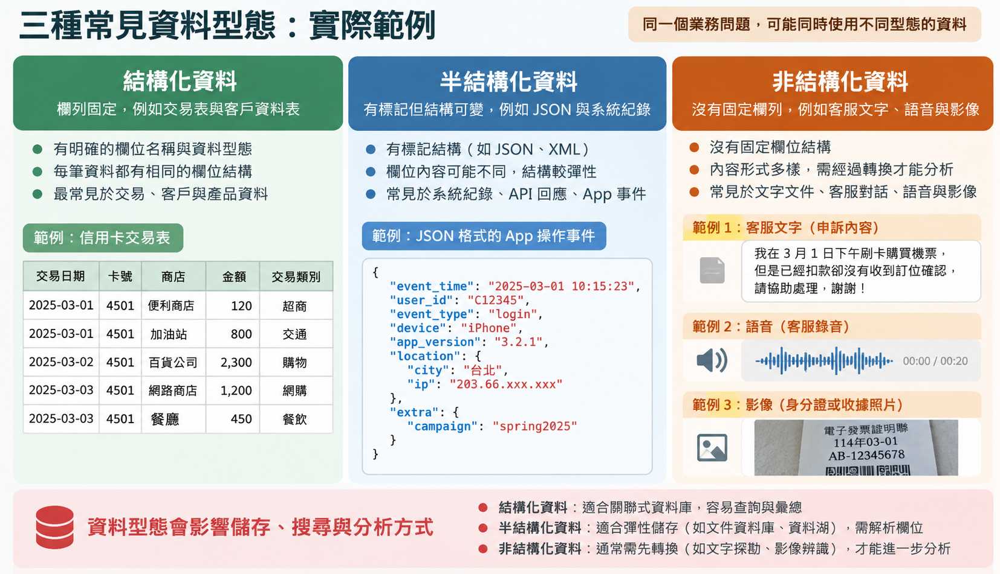 三種常見資料型態：實際範例
同一個業務問題，可能同時使用不同型態的資料
結構化資料
欄列固定，例如交易表與客戶資料表
有明確的欄位名稱與資料型態
每筆資料都有相同的欄位結構
最常見於交易、客戶與產品資料
範例：信用卡交易表
交易日期 卡號 商店 金額 交易類別
2025-03-01 4501 便利商店 120 超商
2025-03-01 4501 加油站 800 交通
2025-03-02 4501 百貨公司 2,300 購物
2025-03-03 4501 網路商店 1,200 網購
2025-03-03 4501 餐廳 450 餐飲
半結構化資料
有標記但結構可變，例如 JSON 與系統紀錄
有標記結構（如 JSON、XML）
欄位內容可能不同，結構較彈性
常見於系統紀錄、API 回應、App 事件
範例：JSON 格式的 App 操作事件
{
"event_time": "2025-03-01 10:15:23",
"user_id": "C12345",
"event_type": "login",
"device": "iPhone",
"app_version": "3.2.1",
"location": {
"city": "台北",
"ip": "203.66.xxx.xxx"
},
"extra": {
"campaign": "spring2025"
}
}
非結構化資料
沒有固定欄列，例如客服文字、語音與影像
沒有固定欄位結構
內容形式多樣，需經過轉換才能分析
常見於文字文件、客服對話、語音與影像
範例 1：客服文字（申訴內容）
我在 3 月 1 日下午刷卡購買機票，
但是已經扣款卻沒有收到訂位確認，
請協助處理，謝謝！
範例 2：語音（客服錄音）
00:00 / 00:20
範例 3：影像（身分證或收據照片）
電子發票證明聯
114年03-01
AB-12345678
資料型態會影響儲存、搜尋與分析方式
結構化資料：適合關聯式資料庫，容易查詢與彙總
半結構化資料：適合彈性儲存（如文件資料庫、資料湖），需解析欄位
非結構化資料：通常需先轉換（如文字探勘、影像辨識），才能進一步分析